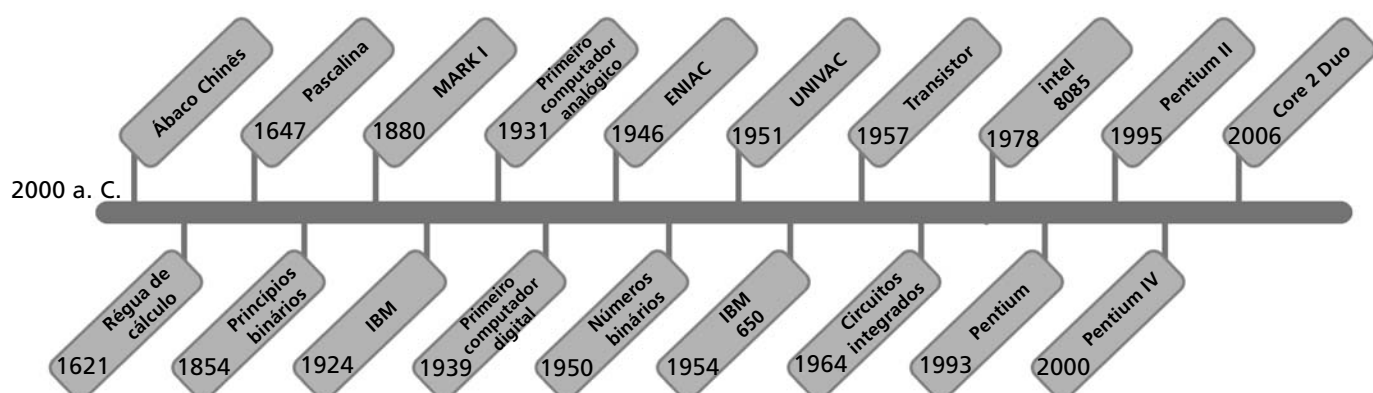 Ábaco Chinês
Pascalina
1647
MARK I
1880
Primeiro
computador
analógico
1931
ENIAC
1946
UNIVAC
1951
Transistor
1957
intel
8085
1978
Pentium II
1995
Core 2 Duo
2006
2000 a. C.
Régua de
cálculo
1621
Princípios
binários
1854
IBM
1924
Primeiro
computador
digital
1939
Números
binários
1950
IBM
650
1954
Circuitos
integrados
1964
Pentium
1993
Pentium IV
2000